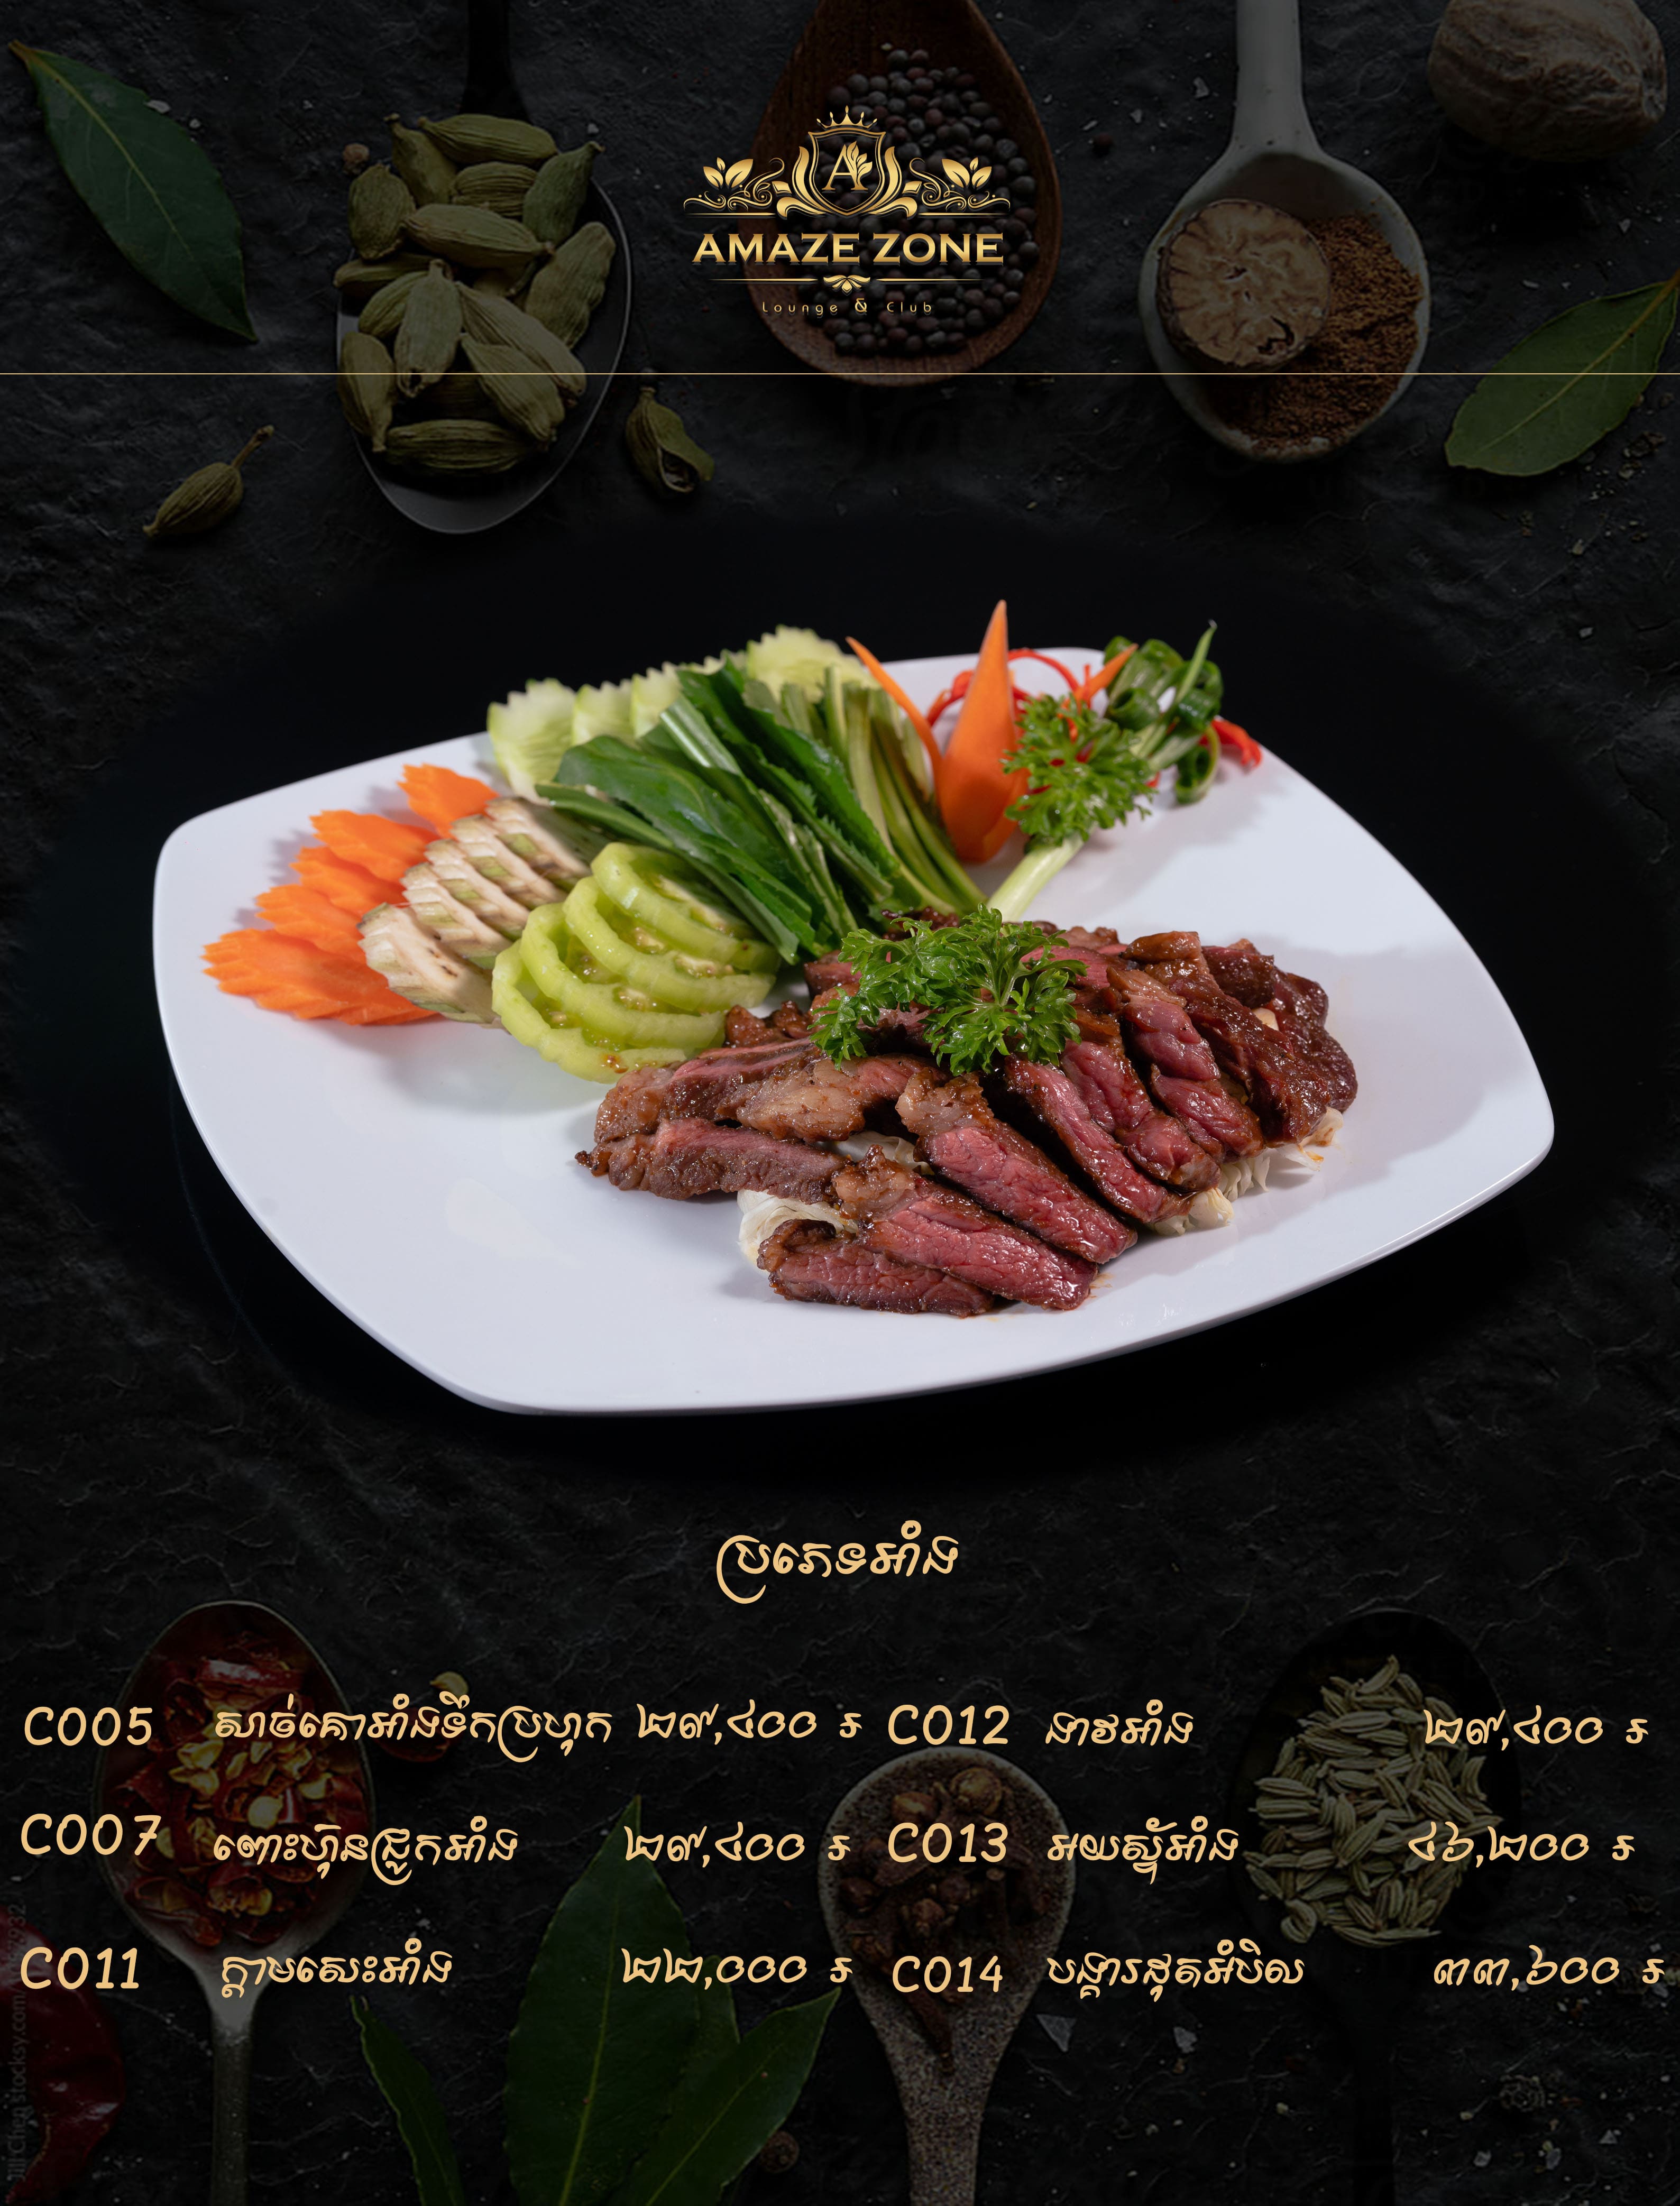 A
AMAZE ZONE
Lounge & Club
ប្រភេទអាំង
C005 សាច់គោអាំងទឹកប្រហុក ២៩,៤០០ ៛ C012 ងាវអាំង ២៩,៤០០ ៛
C007 ពោះហ៊ុនជ្រូកអាំង ២៩,៤០០ ៛ C013 អយស្ទ័រអាំង ៤៦,២០០ ៛
C011 ក្ដាមសេះអាំង ២២,០០០ ៛ C014 បង្គារដុតអំបិល ៣៣,៦០០ ៛